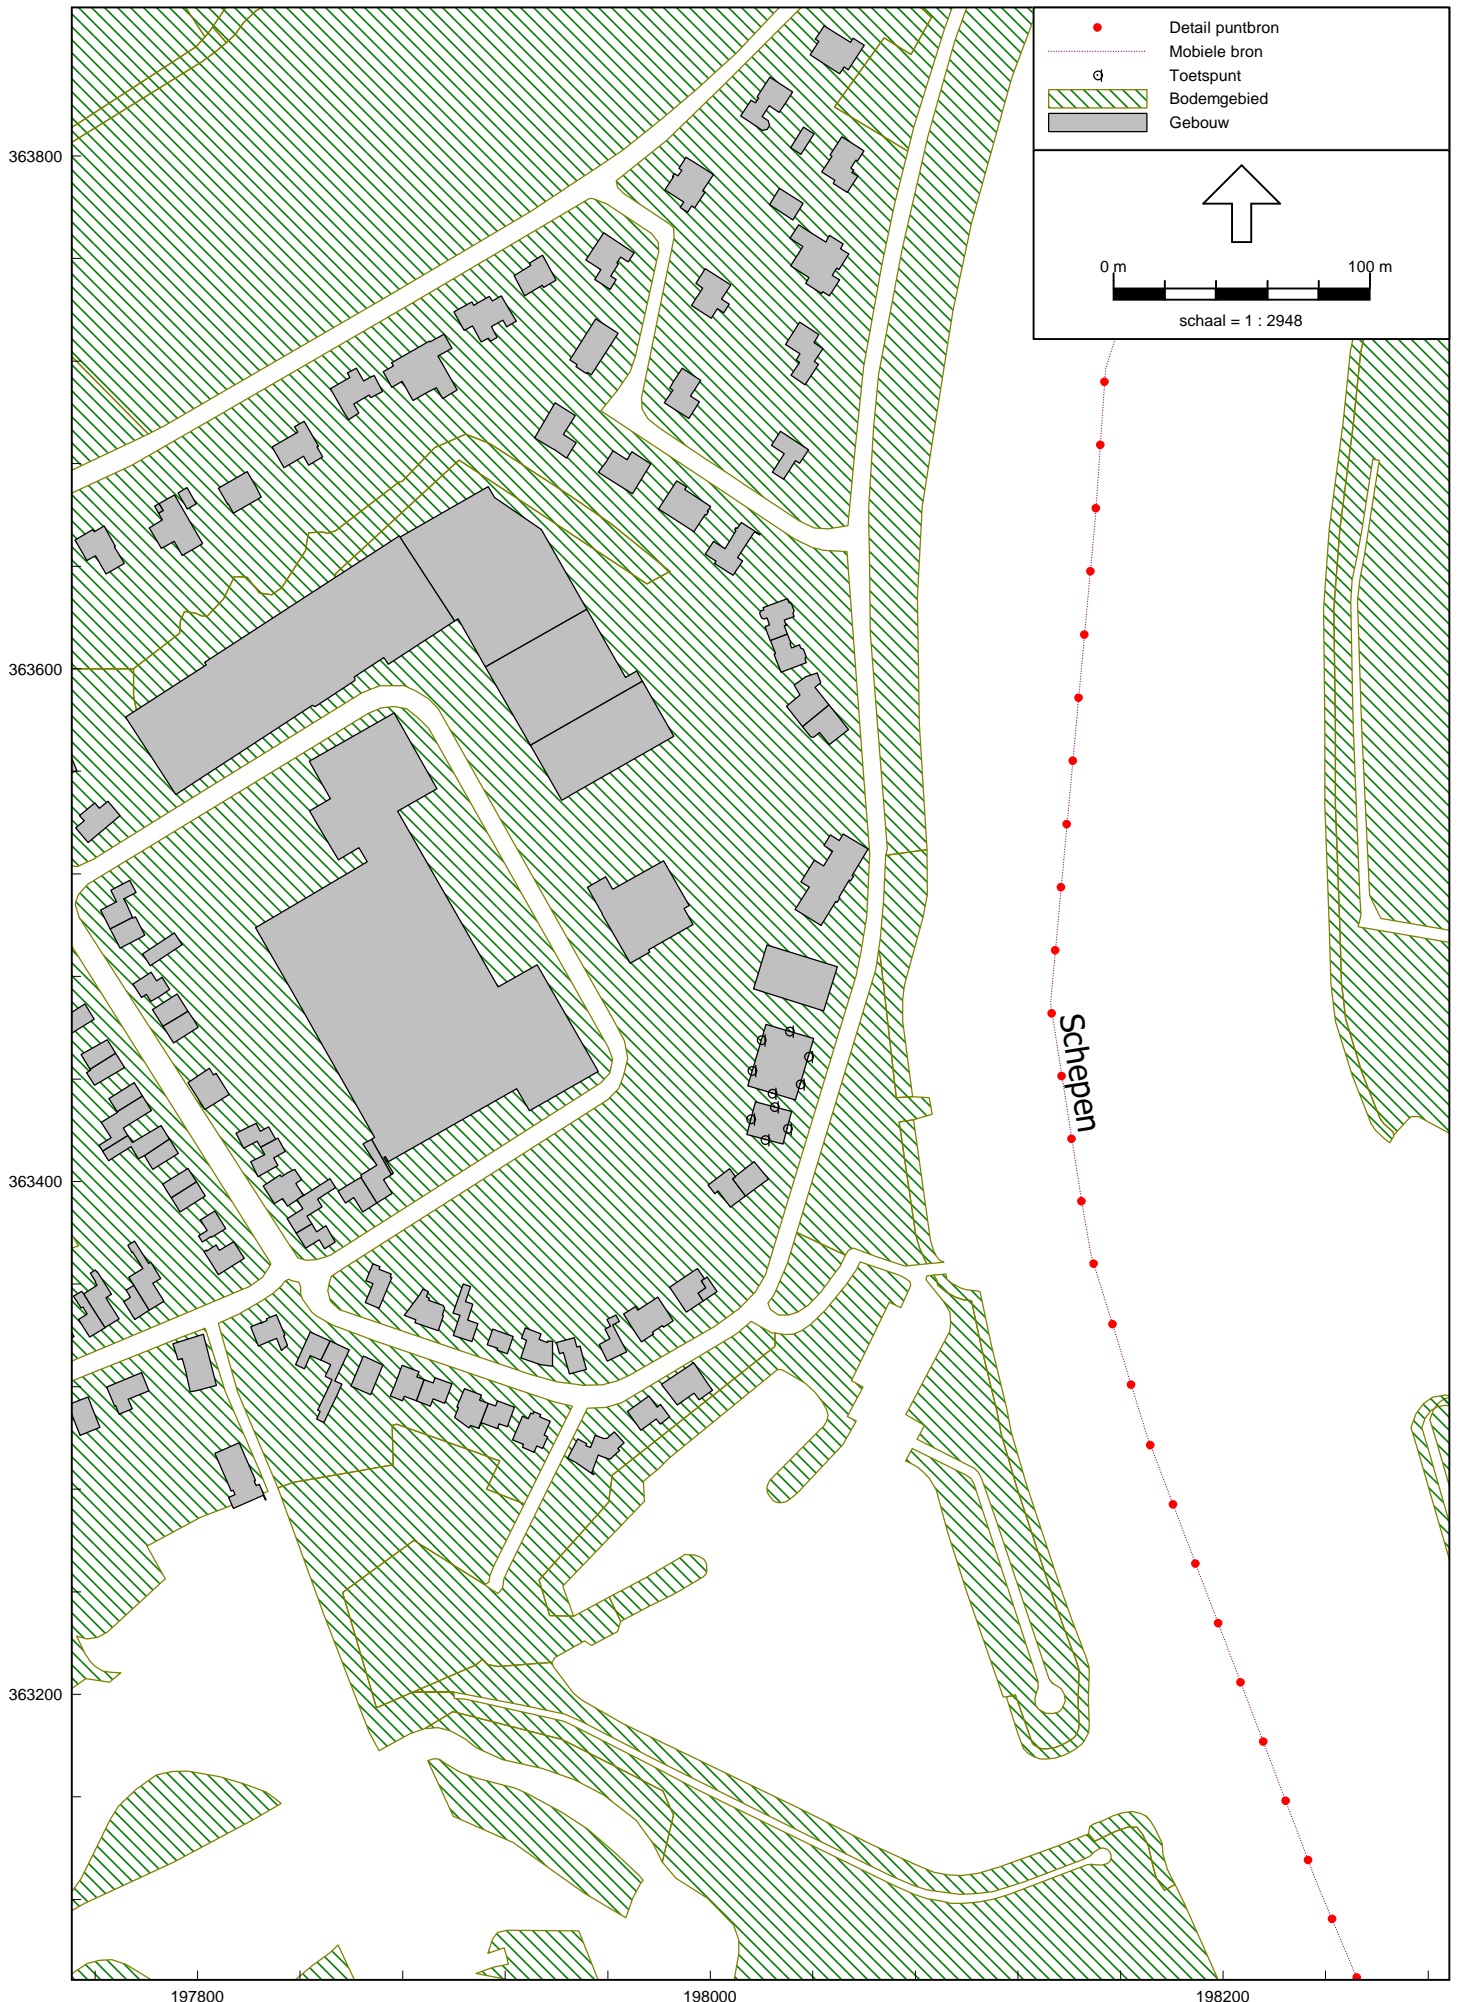 Detail puntbron
Mobiele bron
Toetspunt
Bodemgebied
Gebouw
0 m 100 m
schaal = 1 : 2948
363800
363600
Schepen
363400
363200
197800 198000 198200